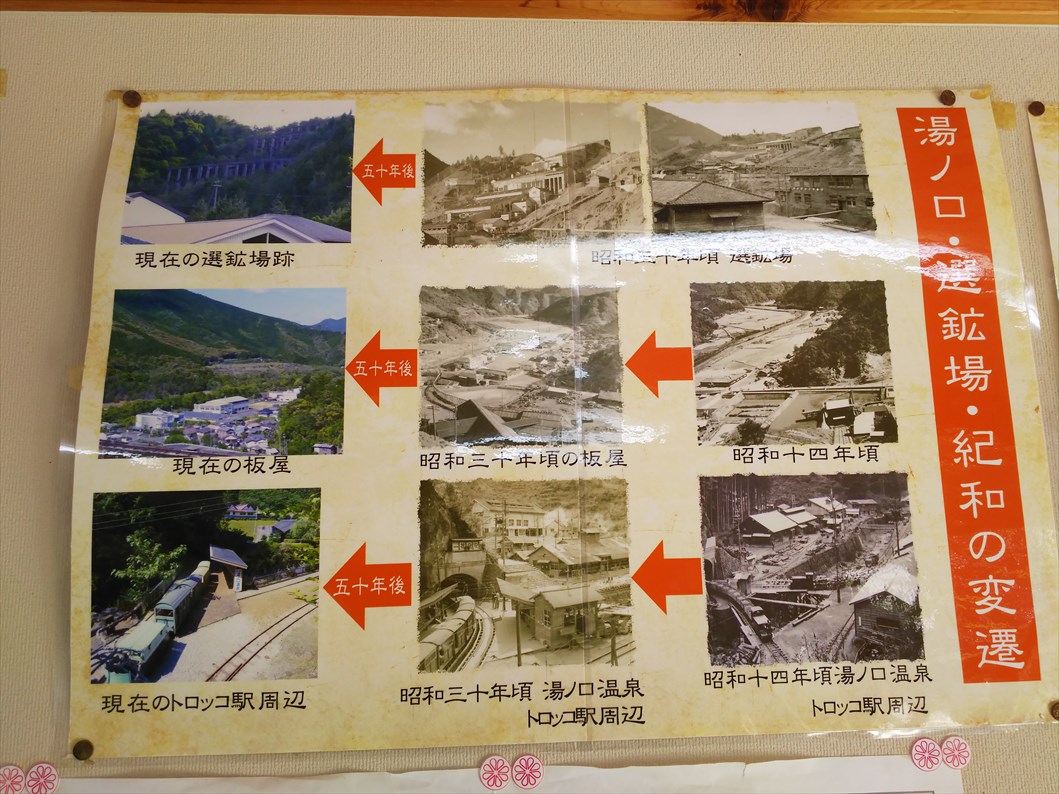 湯ノ口・選鉱場・紀和の変遷
五十年後
現在の選鉱場跡
昭和三十年頃 選鉱場
五十年後
現在の板屋
昭和三十年頃の板屋
昭和十四年頃
五十年後
現在のトロッコ駅周辺
昭和三十年頃 湯ノ口温泉
トロッコ駅周辺
昭和十四年頃湯ノ口温泉
トロッコ駅周辺